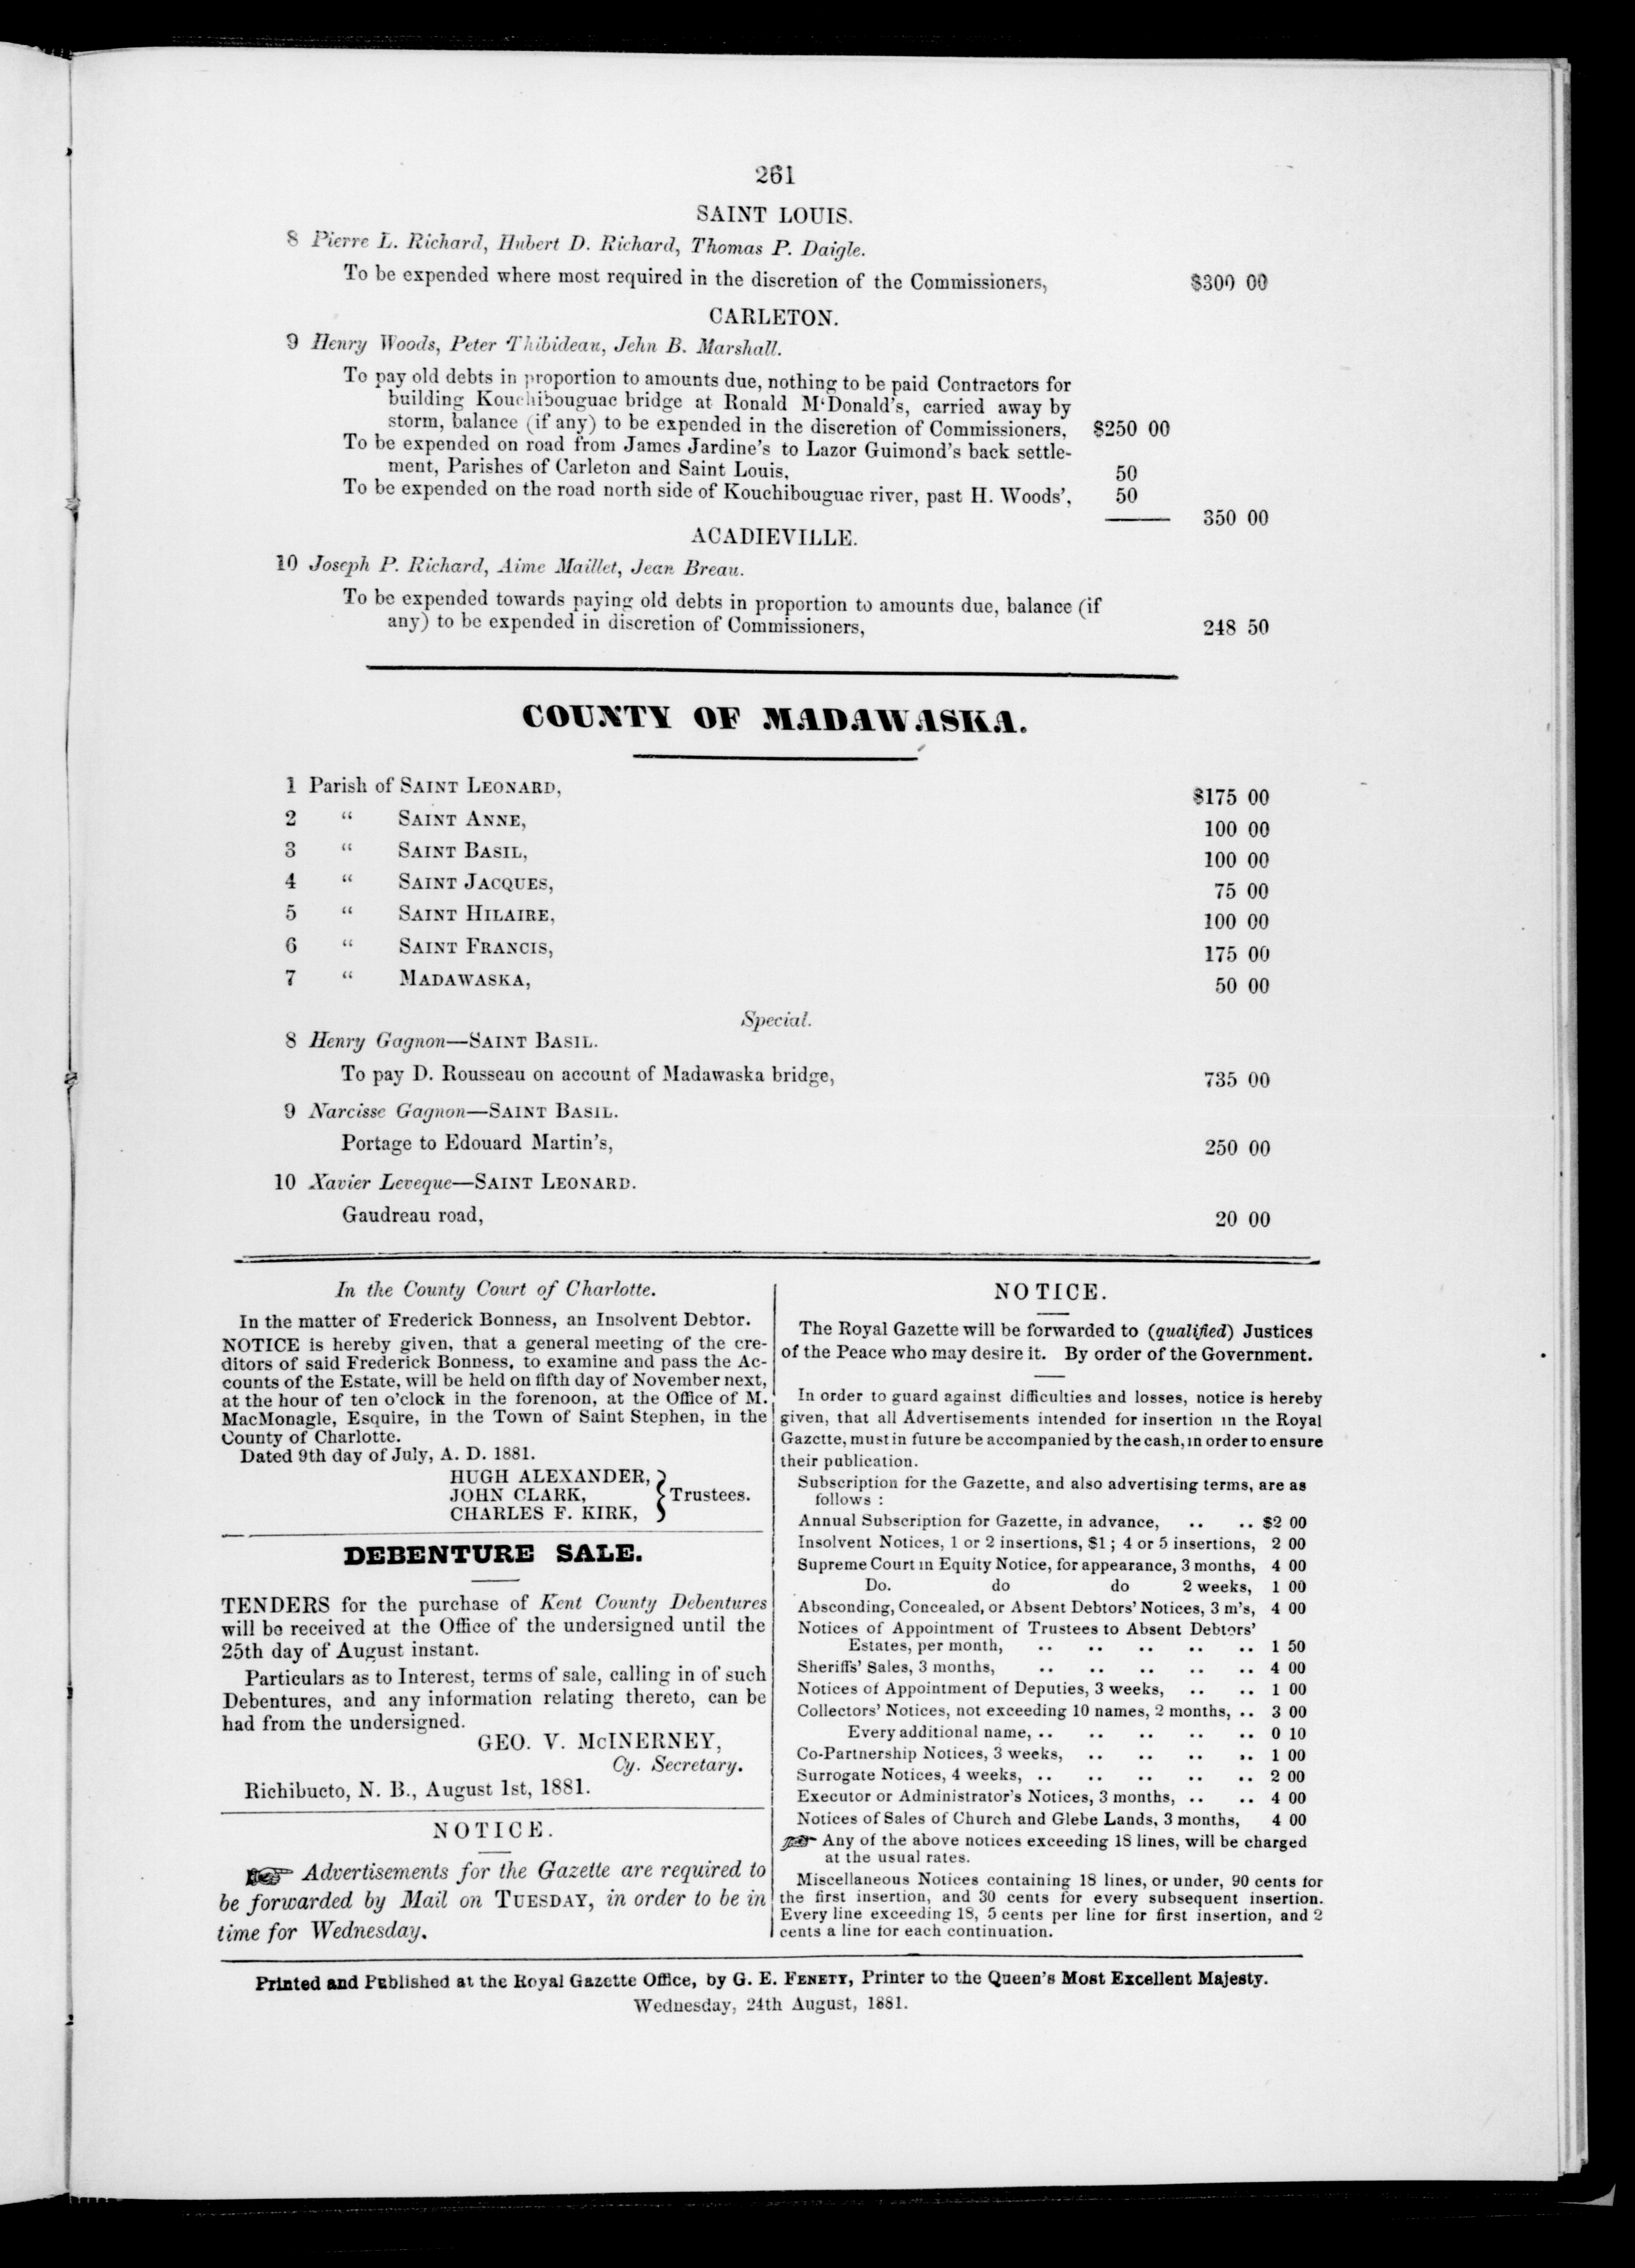 261
SAINT LOUIS.
8 Pierre L. Richard, Hubert D. Richard, Thomas P. Daigle.
To be expended where most required in the discretion of the Commissioners, $300 00
CARLETON.
9 Henry Woods, Peter Thibideau, Jehn B. Marshall.
To pay old debts in proportion to amounts due, nothing to be paid Contractors for
building Kouchibouguac bridge at Ronald M'Donald's, carried away by
storm, balance (if any) to be expended in the discretion of Commissioners, $250 00
To be expended on road from James Jardine's to Lazor Guimond's back settle-
ment, Parishes of Carleton and Saint Louis, 50
To be expended on the road north side of Kouchibouguac river, past H. Woods', 50
350 00
ACADIEVILLE.
10 Joseph P. Richard, Aime Maillet, Jean Breau.
To be expended towards paying old debts in proportion to amounts due, balance (if
any) to be expended in discretion of Commissioners, 248 50
COUNTY OF MADAWASKA.
1 Parish of SAINT LEONARD, $175 00
2 " SAINT ANNE, 100 00
3 " SAINT BASIL, 100 00
4 " SAINT JACQUES, 75 00
5 " SAINT HILAIRE, 100 00
6 " SAINT FRANCIS, 175 00
7 " MADAWASKA, 50 00
Special.
8 Henry Gagnon—SAINT BASIL.
To pay D. Rousseau on account of Madawaska bridge, 735 00
9 Narcisse Gagnon—SAINT BASIL.
Portage to Edouard Martin's, 250 00
10 Xavier Leveque—SAINT LEONARD.
Gaudreau road, 20 00
In the County Court of Charlotte.
In the matter of Frederick Bonness, an Insolvent Debtor.
NOTICE is hereby given, that a general meeting of the cre-
ditors of said Frederick Bonness, to examine and pass the Ac-
counts of the Estate, will be held on fifth day of November next,
at the hour of ten o'clock in the forenoon, at the Office of M.
MacMonagle, Esquire, in the Town of Saint Stephen, in the
County of Charlotte.
Dated 9th day of July, A. D. 1881.
HUGH ALEXANDER,
JOHN CLARK, } Trustees.
CHARLES F. KIRK,
DEBENTURE SALE.
TENDERS for the purchase of Kent County Debentures
will be received at the Office of the undersigned until the
25th day of August instant.
Particulars as to Interest, terms of sale, calling in of such
Debentures, and any information relating thereto, can be
had from the undersigned.
GEO. V. McINERNEY,
Cy. Secretary.
Richibucto, N. B., August 1st, 1881.
NOTICE.
☞ Advertisements for the Gazette are required to
be forwarded by Mail on TUESDAY, in order to be in
time for Wednesday.
NOTICE.
The Royal Gazette will be forwarded to (qualified) Justices
of the Peace who may desire it. By order of the Government.
In order to guard against difficulties and losses, notice is hereby
given, that all Advertisements intended for insertion in the Royal
Gazette, must in future be accompanied by the cash, in order to ensure
their publication.
Subscription for the Gazette, and also advertising terms, are as
follows :
Annual Subscription for Gazette, in advance, .. .. $2 00
Insolvent Notices, 1 or 2 insertions, $1 ; 4 or 5 insertions, 2 00
Supreme Court in Equity Notice, for appearance, 3 months, 4 00
Do. do do 2 weeks, 1 00
Absconding, Concealed, or Absent Debtors' Notices, 3 m's, 4 00
Notices of Appointment of Trustees to Absent Debtors'
Estates, per month, .. .. .. .. .. 1 50
Sheriffs' Sales, 3 months, .. .. .. .. .. 4 00
Notices of Appointment of Deputies, 3 weeks, .. .. 1 00
Collectors' Notices, not exceeding 10 names, 2 months, .. 3 00
Every additional name, .. .. .. .. .. 0 10
Co-Partnership Notices, 3 weeks, .. .. .. .. 1 00
Surrogate Notices, 4 weeks, .. .. .. .. .. 2 00
Executor or Administrator's Notices, 3 months, .. .. 4 00
Notices of Sales of Church and Glebe Lands, 3 months, 4 00
☞ Any of the above notices exceeding 18 lines, will be charged
at the usual rates.
Miscellaneous Notices containing 18 lines, or under, 90 cents for
the first insertion, and 30 cents for every subsequent insertion.
Every line exceeding 18, 5 cents per line for first insertion, and 2
cents a line for each continuation.
Printed and Published at the Royal Gazette Office, by G. E. FENETY, Printer to the Queen's Most Excellent Majesty.
Wednesday, 24th August, 1881.